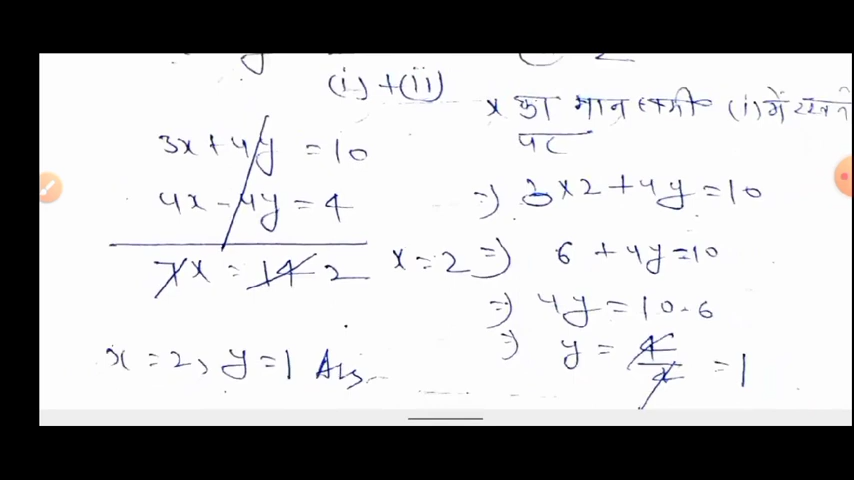 (i) + (ii)
3x + 4y = 10
4x - 4y = 4
7x = 14 2
x = 2
x = 2, y = 1 Ans
x का मान समी (i) में रखने
पर
=) 3 × 2 + 4y = 10
=) 6 + 4y = 10
=) 4y = 10 - 6
=) y = 4/4 = 1